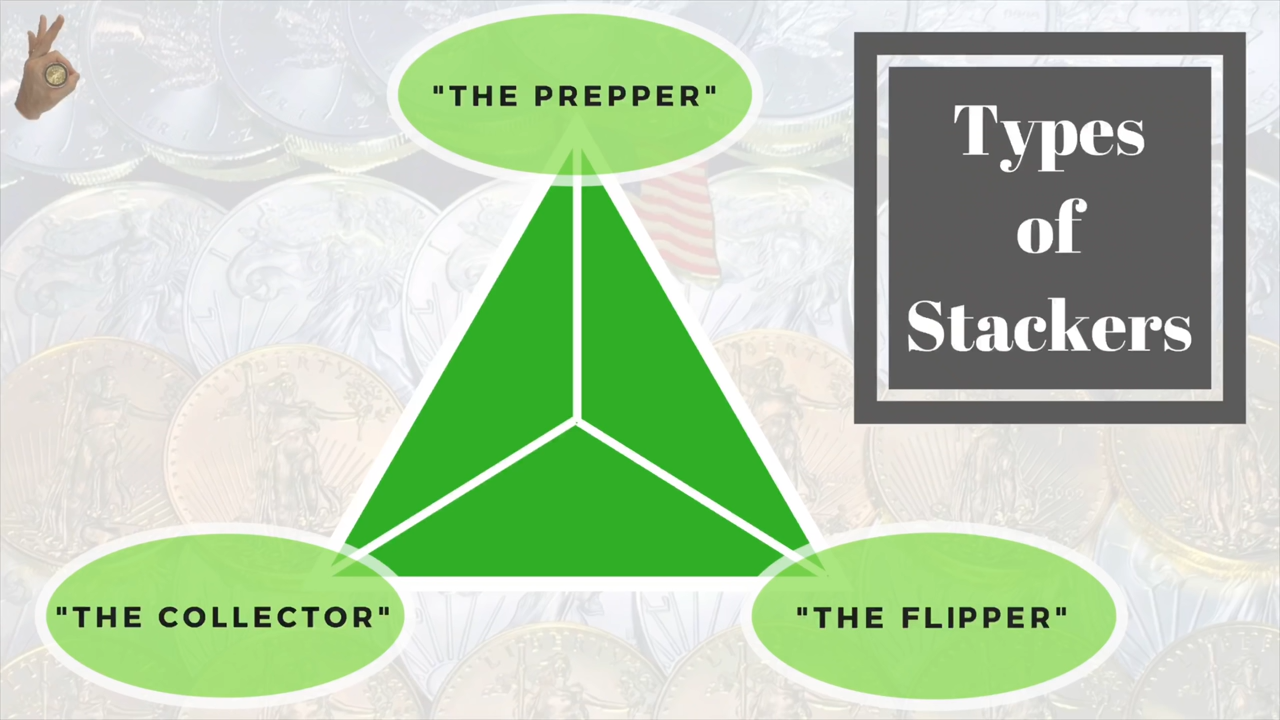 "THE PREPPER"
Types
of
Stackers
"THE COLLECTOR"
"THE FLIPPER"